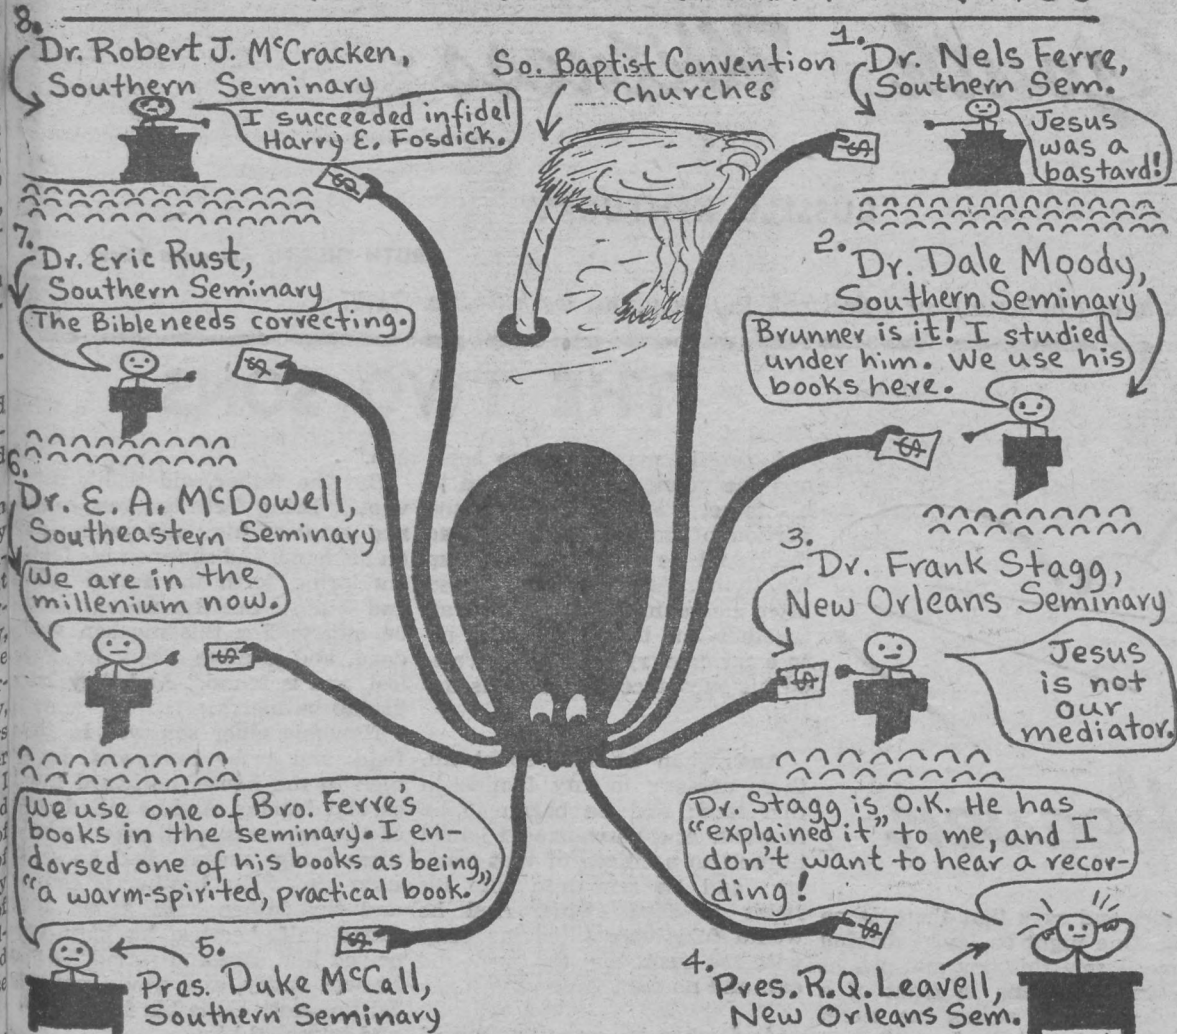 8.
Dr. Robert J. McCracken,
Southern Seminary
I succeeded infidel
Harry E. Fosdick.
So. Baptist Convention
Churches
1.
Dr. Nels Ferre,
Southern Sem.
Jesus
was a
bastard!
2.
Dr. Dale Moody,
Southern Seminary
Brunner is it! I studied
under him. We use his
books here.
7.
Dr. Eric Rust,
Southern Seminary
The Bible needs correcting.
6.
Dr. E. A. McDowell,
Southeastern Seminary
We are in the
millenium now.
3.
Dr. Frank Stagg,
New Orleans Seminary
Jesus
is not
our
mediator.
We use one of Bro. Ferre's
books in the seminary. I en-
dorsed one of his books as being
"a warm-spirited, practical book."
5.
Pres. Duke McCall,
Southern Seminary
Dr. Stagg is O.K. He has
"explained it" to me, and I
don't want to hear a recor-
ding!
4.
Pres. R.Q. Leavell,
New Orleans Sem.
$
$
$
$
$
$
$
$